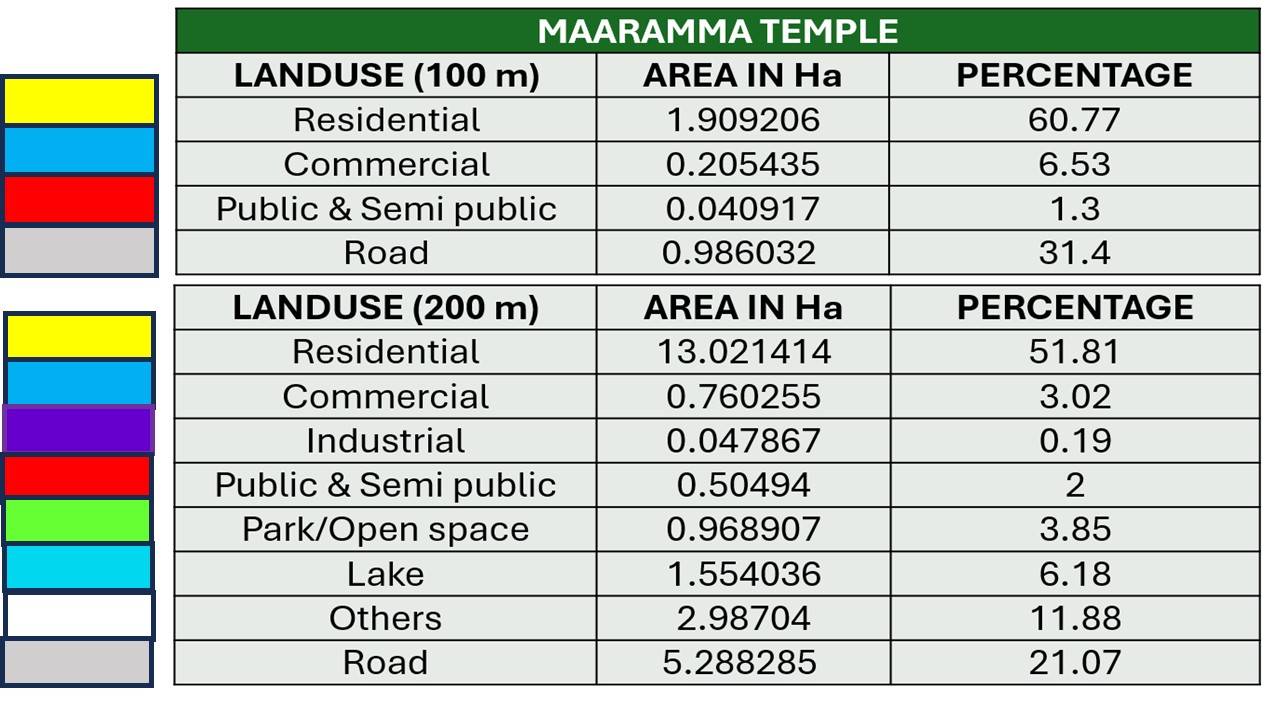 MAARAMMA TEMPLE
LANDUSE (100 m) AREA IN Ha PERCENTAGE
Residential 1.909206 60.77
Commercial 0.205435 6.53
Public & Semi public 0.040917 1.3
Road 0.986032 31.4
LANDUSE (200 m) AREA IN Ha PERCENTAGE
Residential 13.021414 51.81
Commercial 0.760255 3.02
Industrial 0.047867 0.19
Public & Semi public 0.50494 2
Park/Open space 0.968907 3.85
Lake 1.554036 6.18
Others 2.98704 11.88
Road 5.288285 21.07